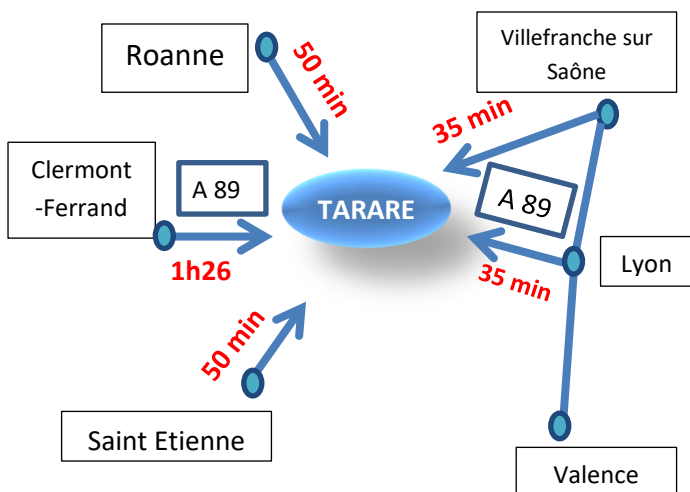 Roanne
50 min
Villefranche sur
Saône
35 min
Clermont
-Ferrand
A 89
1h26
TARARE
A 89
35 min
Lyon
50 min
Saint Etienne
Valence